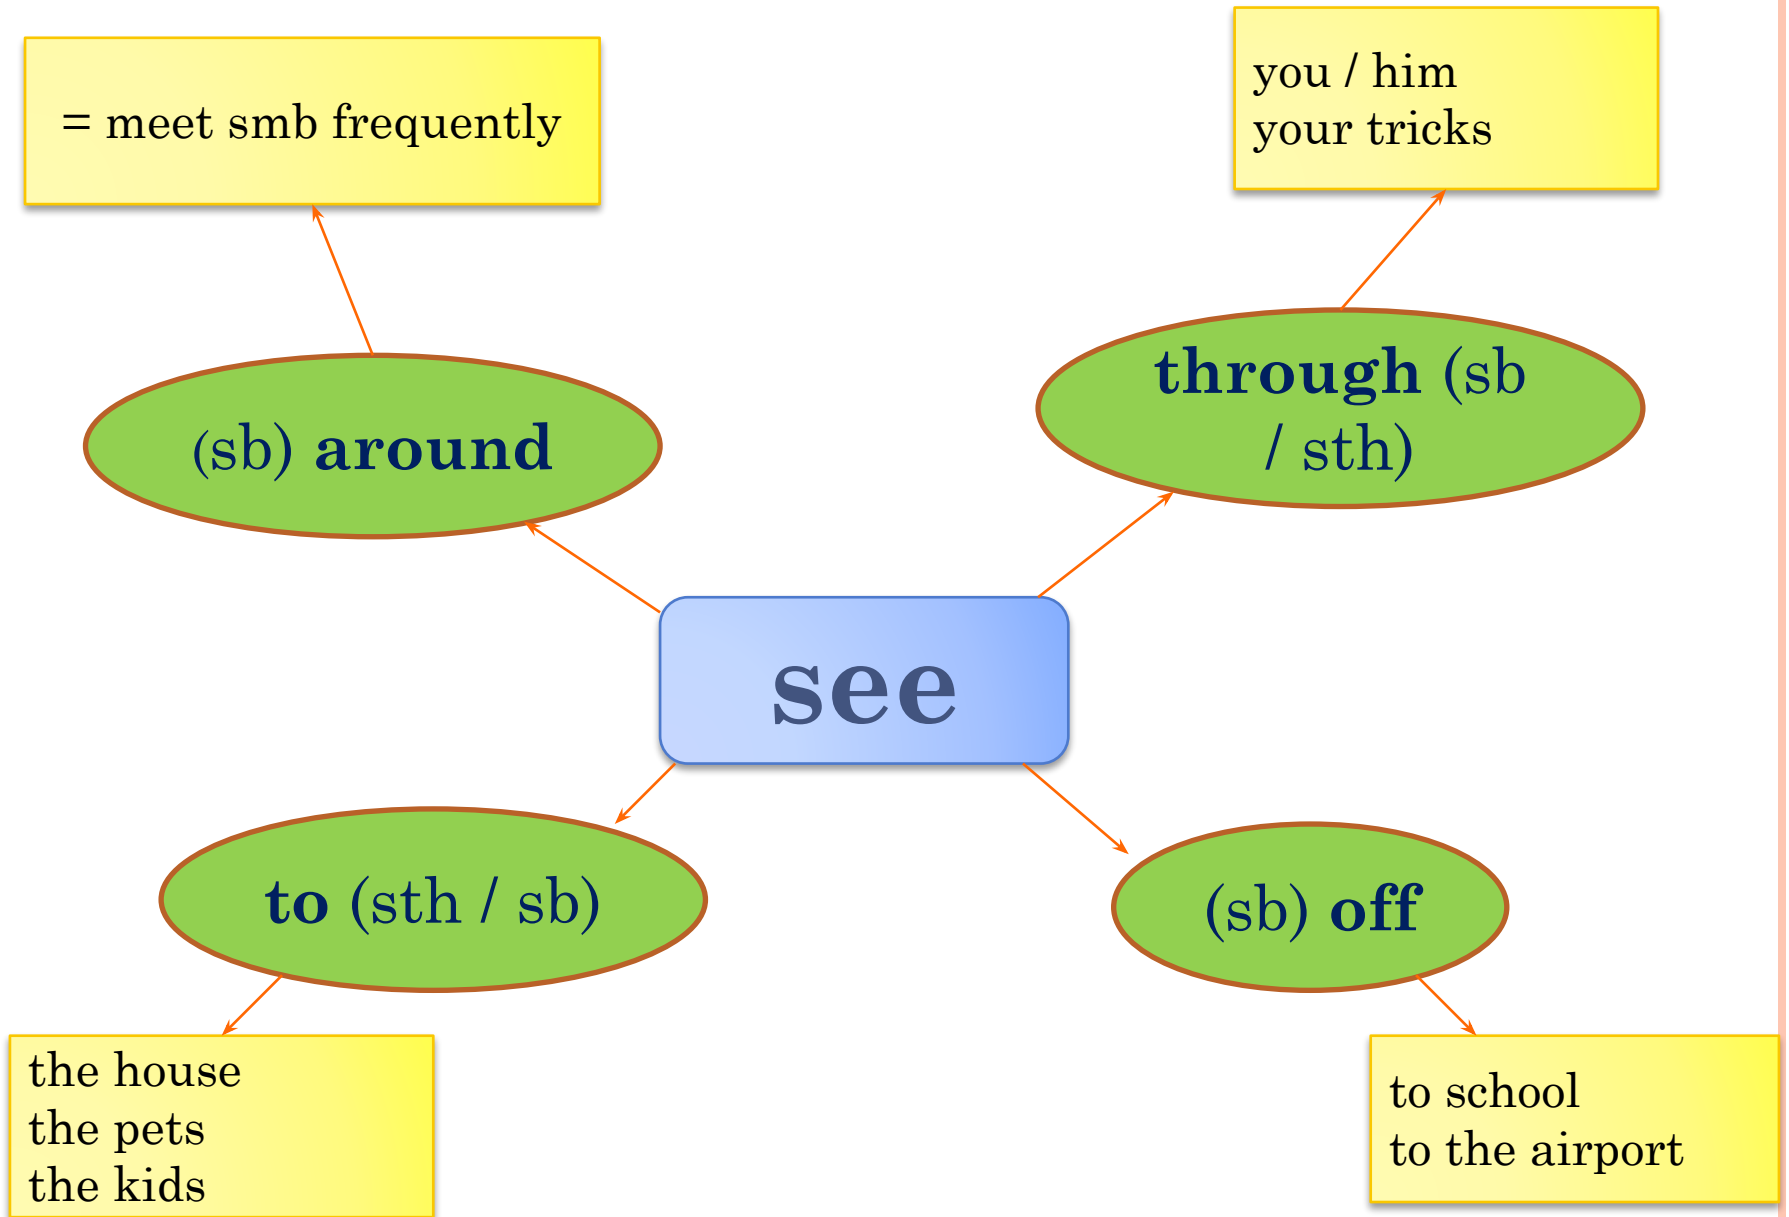 = meet smb frequently
you / him
your tricks
(sb) around
through (sb
/ sth)
see
to (sth / sb)
(sb) off
the house
the pets
the kids
to school
to the airport